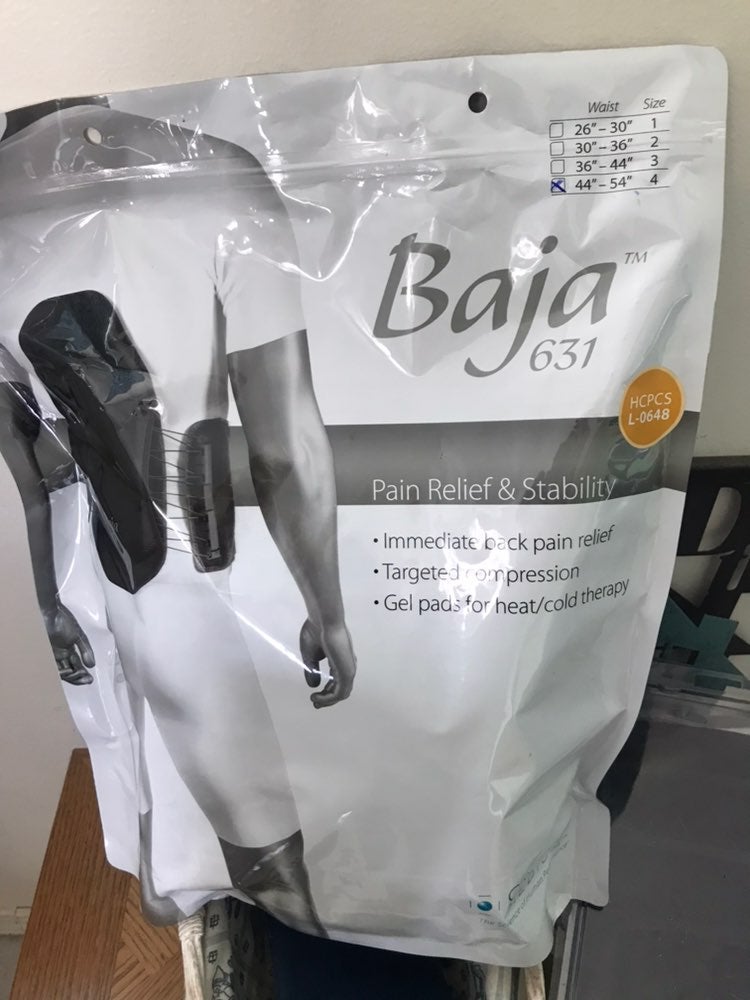 Waist Size
26" – 30" 1
30" – 36" 2
36" – 44" 3
44" – 54" 4
Baja™
631
HCPCS
L-0648
Pain Relief & Stability
• Immediate back pain relief
• Targeted compression
• Gel pads for heat/cold therapy